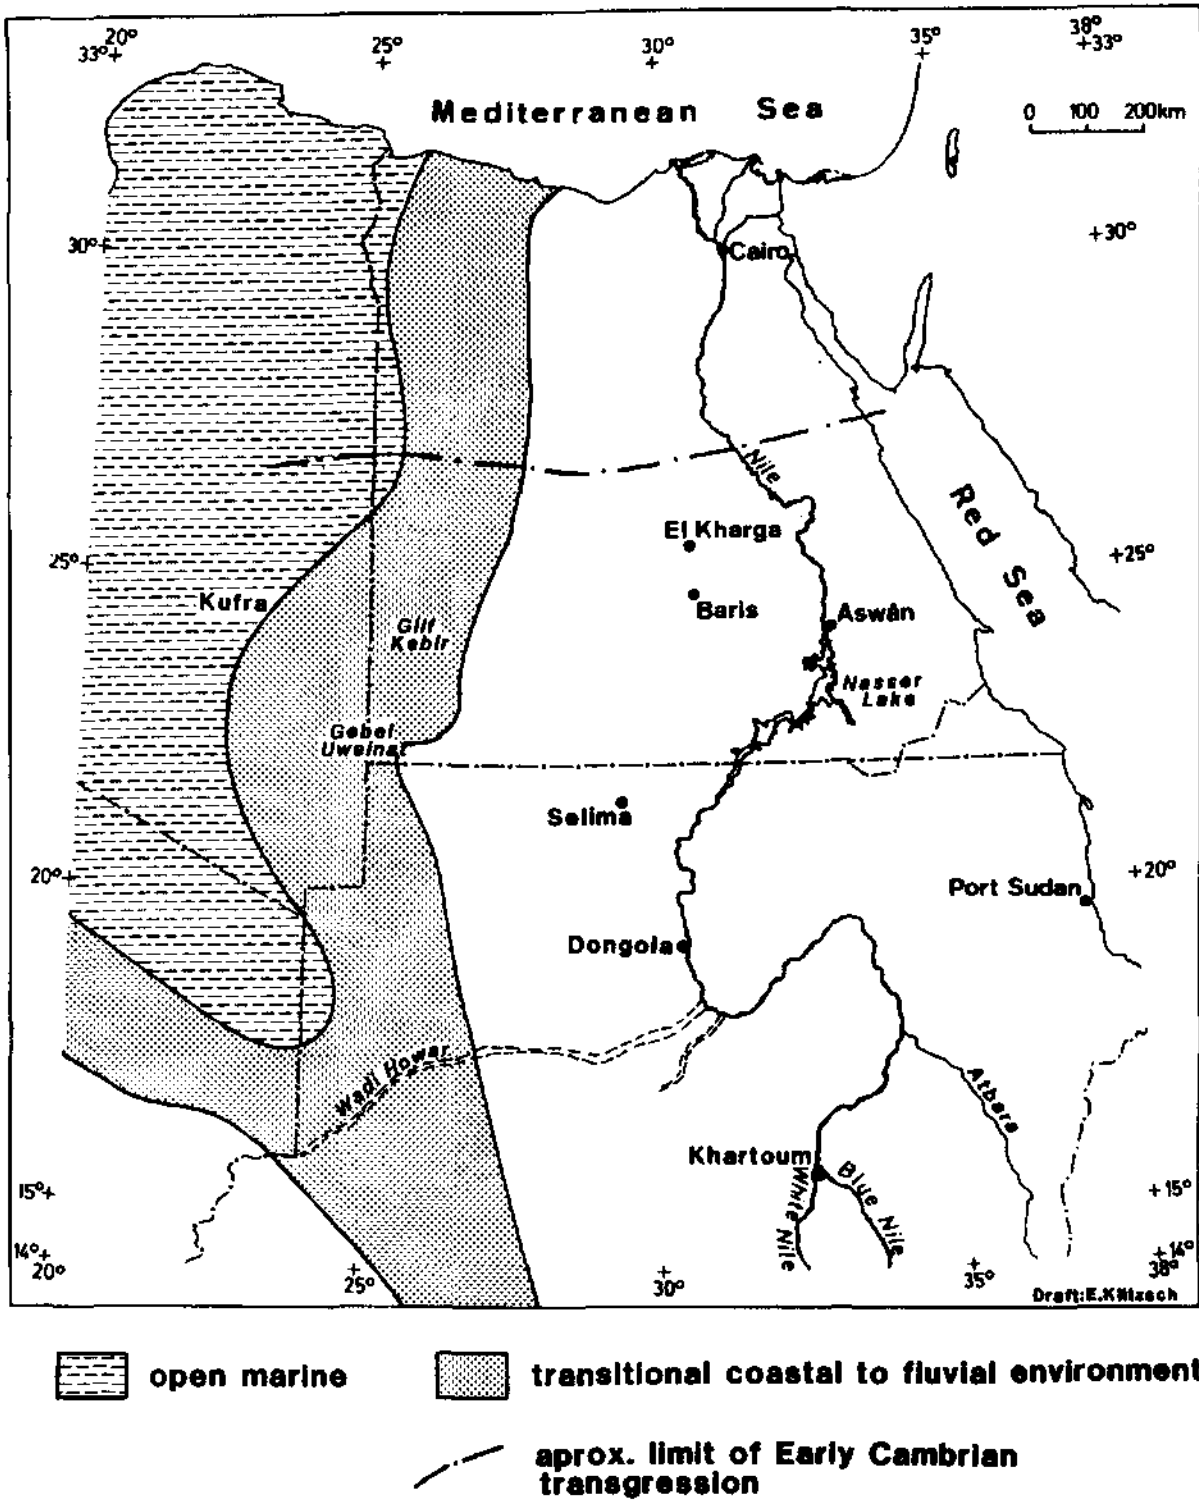 20°
25°
30°
35°
38°
33°
+33°
Mediterranean Sea
0 100 200km
30°
+30°
Cairo
Nile
Red Sea
El Kharga
25°
+25°
Kufra
Baris
Aswân
Gilf
Kebir
Nasser
Lake
Gebel
Uweinat
Selima
20°
+20°
Port Sudan
Dongola
Wadi Howar
Atbara
Khartoum
White Nile
Blue Nile
15°
+15°
14°
+14°
20°
25°
30°
35°
38°
Draft:E.Klitzsch
open marine
transitional coastal to fluvial environment
aprox. limit of Early Cambrian
transgression